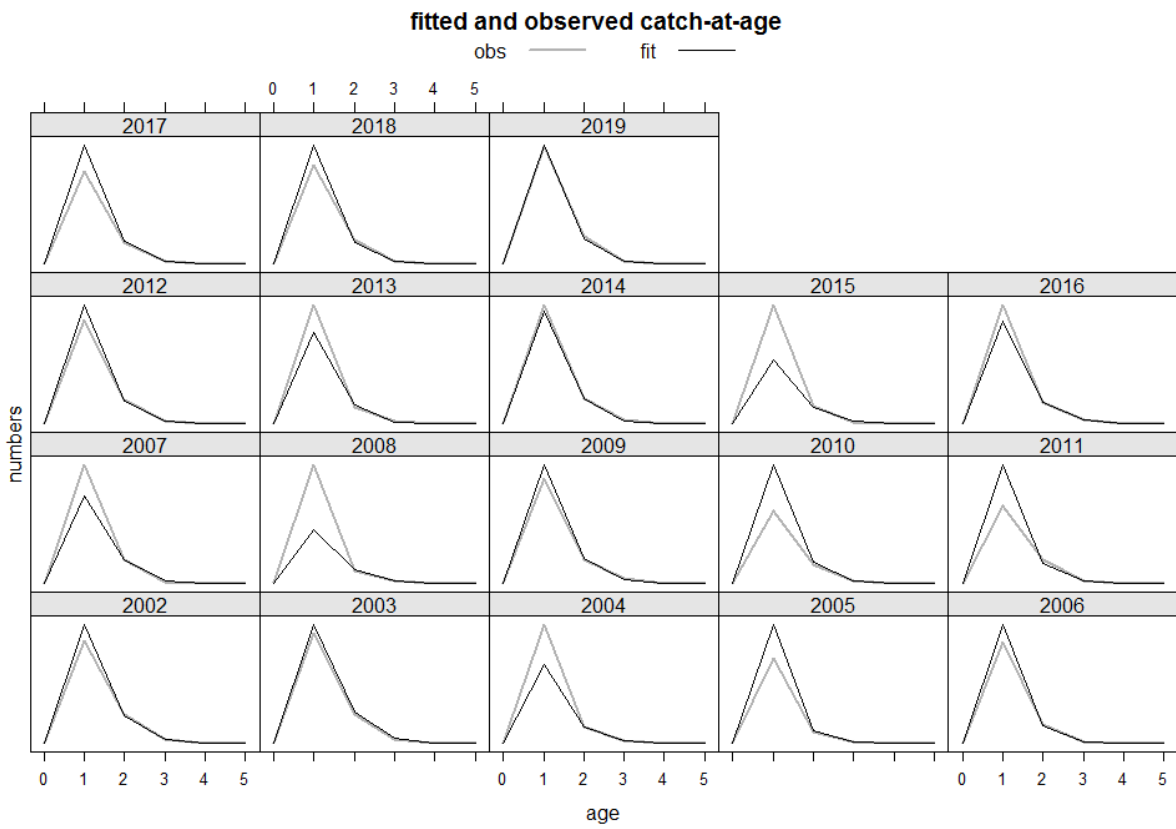 fitted and observed catch-at-age
obs fit
0 1 2 3 4 5
2017 2018 2019
2012 2013 2014 2015 2016
2007 2008 2009 2010 2011
2002 2003 2004 2005 2006
numbers
0 1 2 3 4 5 0 1 2 3 4 5 0 1 2 3 4 5
age